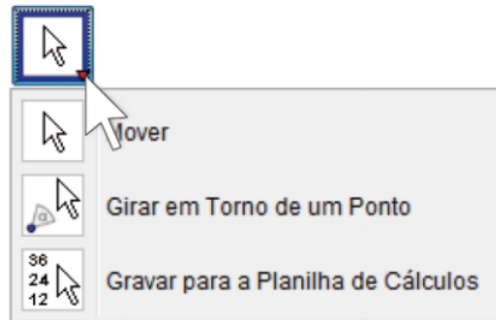 Mover
Girar em Torno de um Ponto
36
24
12
Gravar para a Planilha de Cálculos